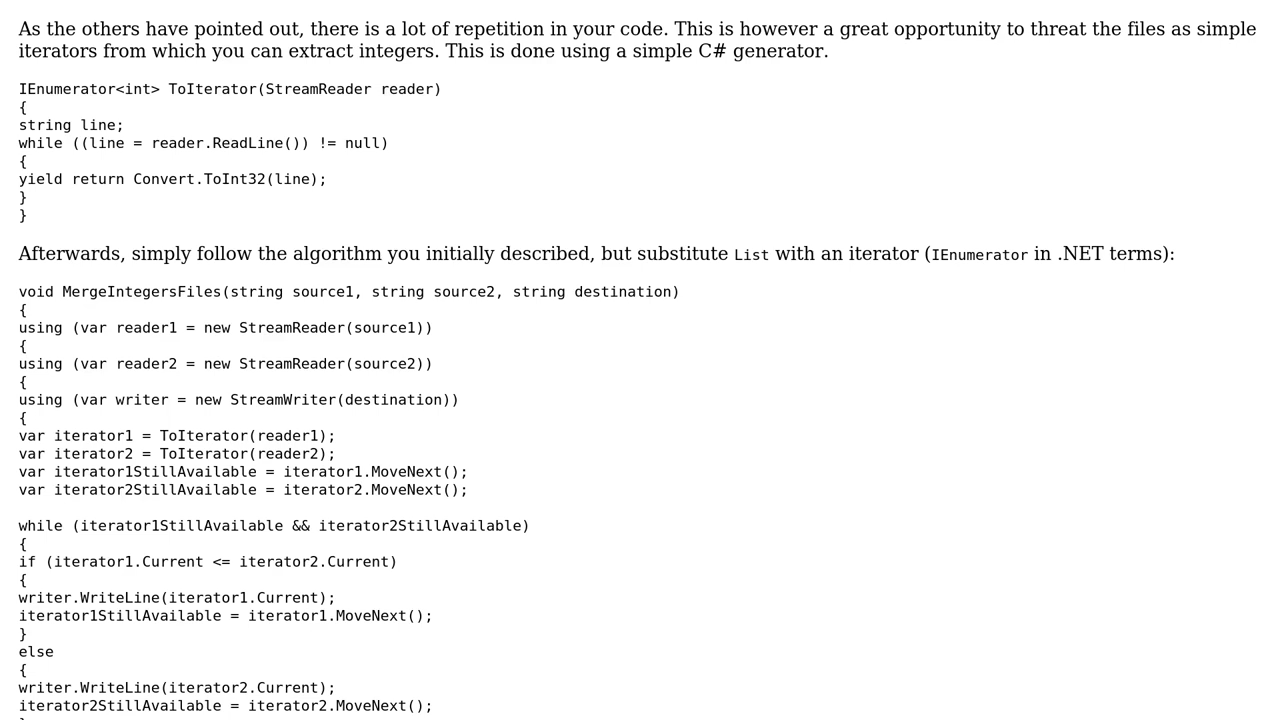 As the others have pointed out, there is a lot of repetition in your code. This is however a great opportunity to threat the files as simple
iterators from which you can extract integers. This is done using a simple C# generator.
IEnumerator<int> ToIterator(StreamReader reader)
{
string line;
while ((line = reader.ReadLine()) != null)
{
yield return Convert.ToInt32(line);
}
}
Afterwards, simply follow the algorithm you initially described, but substitute List with an iterator (IEnumerator in .NET terms):
void MergeIntegersFiles(string source1, string source2, string destination)
{
using (var reader1 = new StreamReader(source1))
{
using (var reader2 = new StreamReader(source2))
{
using (var writer = new StreamWriter(destination))
{
var iterator1 = ToIterator(reader1);
var iterator2 = ToIterator(reader2);
var iterator1StillAvailable = iterator1.MoveNext();
var iterator2StillAvailable = iterator2.MoveNext();
while (iterator1StillAvailable && iterator2StillAvailable)
{
if (iterator1.Current <= iterator2.Current)
{
writer.WriteLine(iterator1.Current);
iterator1StillAvailable = iterator1.MoveNext();
}
else
{
writer.WriteLine(iterator2.Current);
iterator2StillAvailable = iterator2.MoveNext();
}